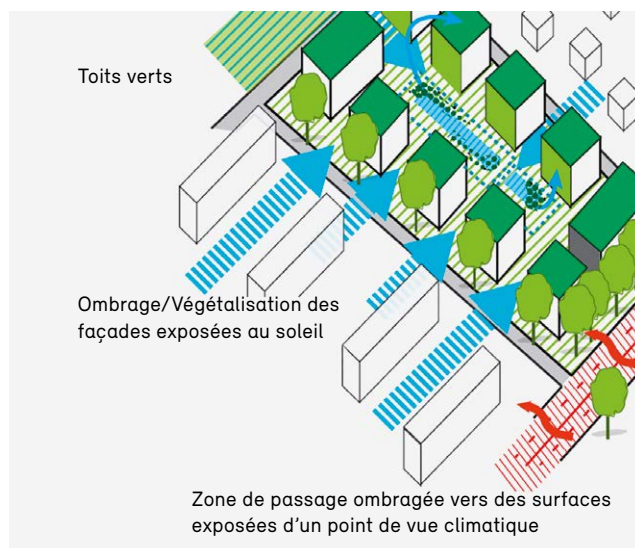 Toits verts
Ombrage/Végétalisation des
façades exposées au soleil
Zone de passage ombragée vers des surfaces
exposées d'un point de vue climatique